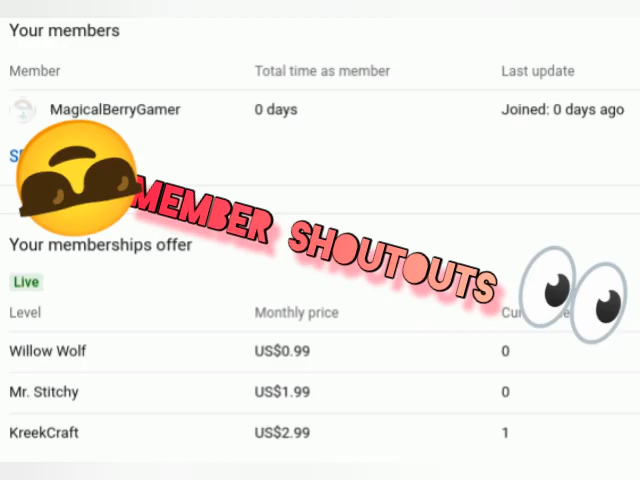 Your members
Member Total time as member Last update
MagicalBerryGamer 0 days Joined: 0 days ago
MEMBER SHOUTOUTS
Your memberships offer
Live
Level Monthly price
Willow Wolf US$0.99 0
Mr. Stitchy US$1.99 0
KreekCraft US$2.99 1